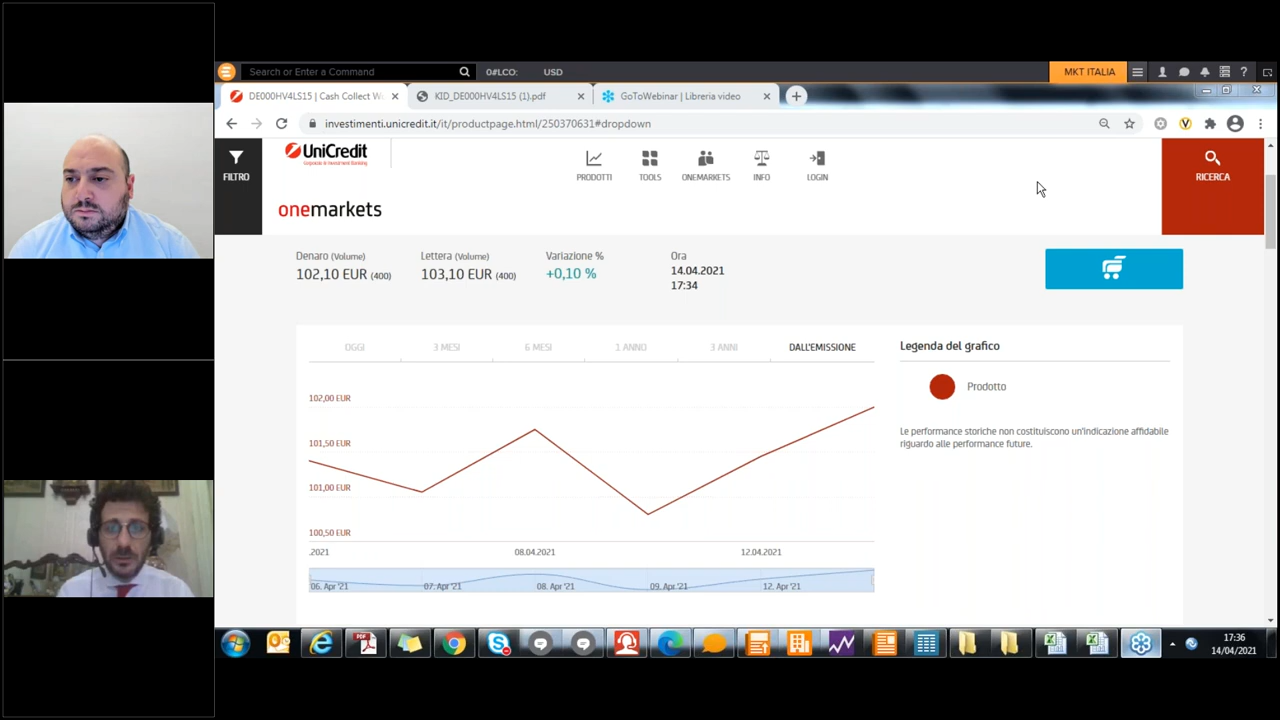 Search or Enter a Command
0#LCO:
USD
MKT ITALIA
?
DE000HV4LS15 | Cash Collect W
KID_DE000HV4LS15 (1).pdf
GoToWebinar | Libreria video
investimenti.unicredit.it/it/productpage.html/250370631#dropdown
FILTRO
UniCredit
Corporate & Investment Banking
PRODOTTI
TOOLS
ONEMARKETS
INFO
LOGIN
RICERCA
onemarkets
Denaro (Volume)
102,10 EUR (400)
Lettera (Volume)
103,10 EUR (400)
Variazione %
+0,10 %
Ora
14.04.2021
17:34
OGGI
3 MESI
6 MESI
1 ANNO
3 ANNI
DALL'EMISSIONE
Legenda del grafico
Prodotto
Le performance storiche non costituiscono un'indicazione affidabile
riguardo alle performance future.
102,00 EUR
101,50 EUR
101,00 EUR
100,50 EUR
.2021
08.04.2021
12.04.2021
06. Apr '21
07. Apr '21
08. Apr '21
09. Apr '21
12. Apr '21
17:36
14/04/2021